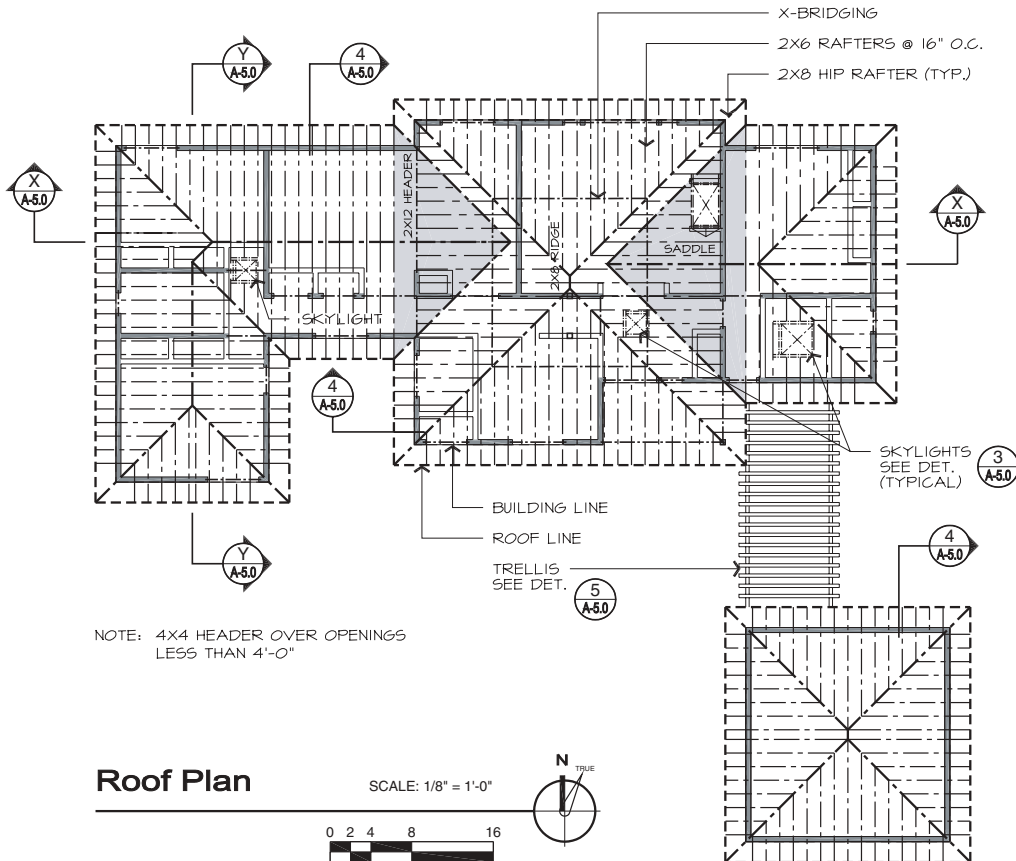 X-BRIDGING
2X6 RAFTERS @ 16" O.C.
2X8 HIP RAFTER (TYP.)
Y
A-5.0
4
A-5.0
X
A-5.0
X
A-5.0
2X12 HEADER
2X8 RIDGE
SADDLE
SKYLIGHT
4
A-5.0
SKYLIGHTS
SEE DET.
(TYPICAL)
3
A-5.0
BUILDING LINE
ROOF LINE
TRELLIS
SEE DET.
5
A-5.0
Y
A-5.0
4
A-5.0
NOTE: 4X4 HEADER OVER OPENINGS
LESS THAN 4'-0"
Roof Plan
SCALE: 1/8" = 1'-0"
N
TRUE
0 2 4 8 16